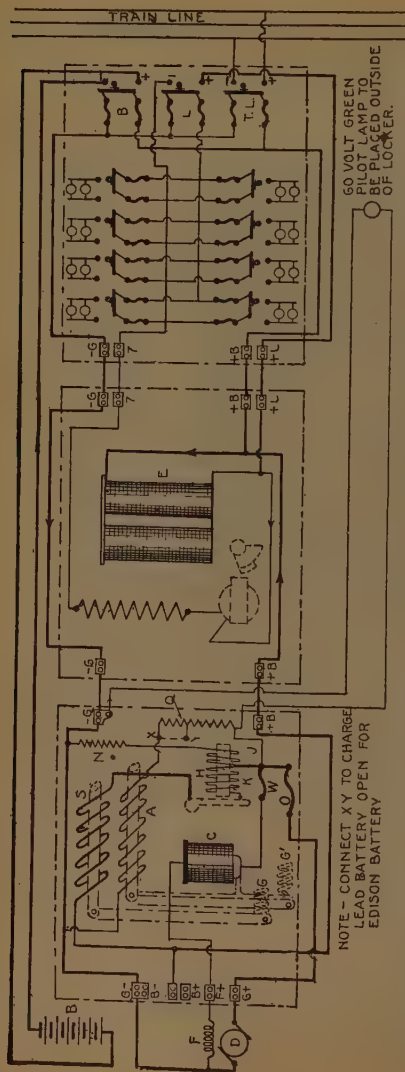 TRAIN LINE
B
L
T.L.
+
-
+
+
60 VOLT GREEN
PILOT LAMP TO
BE PLACED OUTSIDE
OF LOCKER.
-G
7
+B
+L
-G
7
+B
+L
E
-G
+B
-G
+B
N
X
Y
Q
S
A
H
J
K
W
O
C
G
G'
G-
B-
B+
F+
G+
B
F
D
NOTE - CONNECT XY TO CHARGE
LEAD BATTERY OPEN FOR
EDISON BATTERY